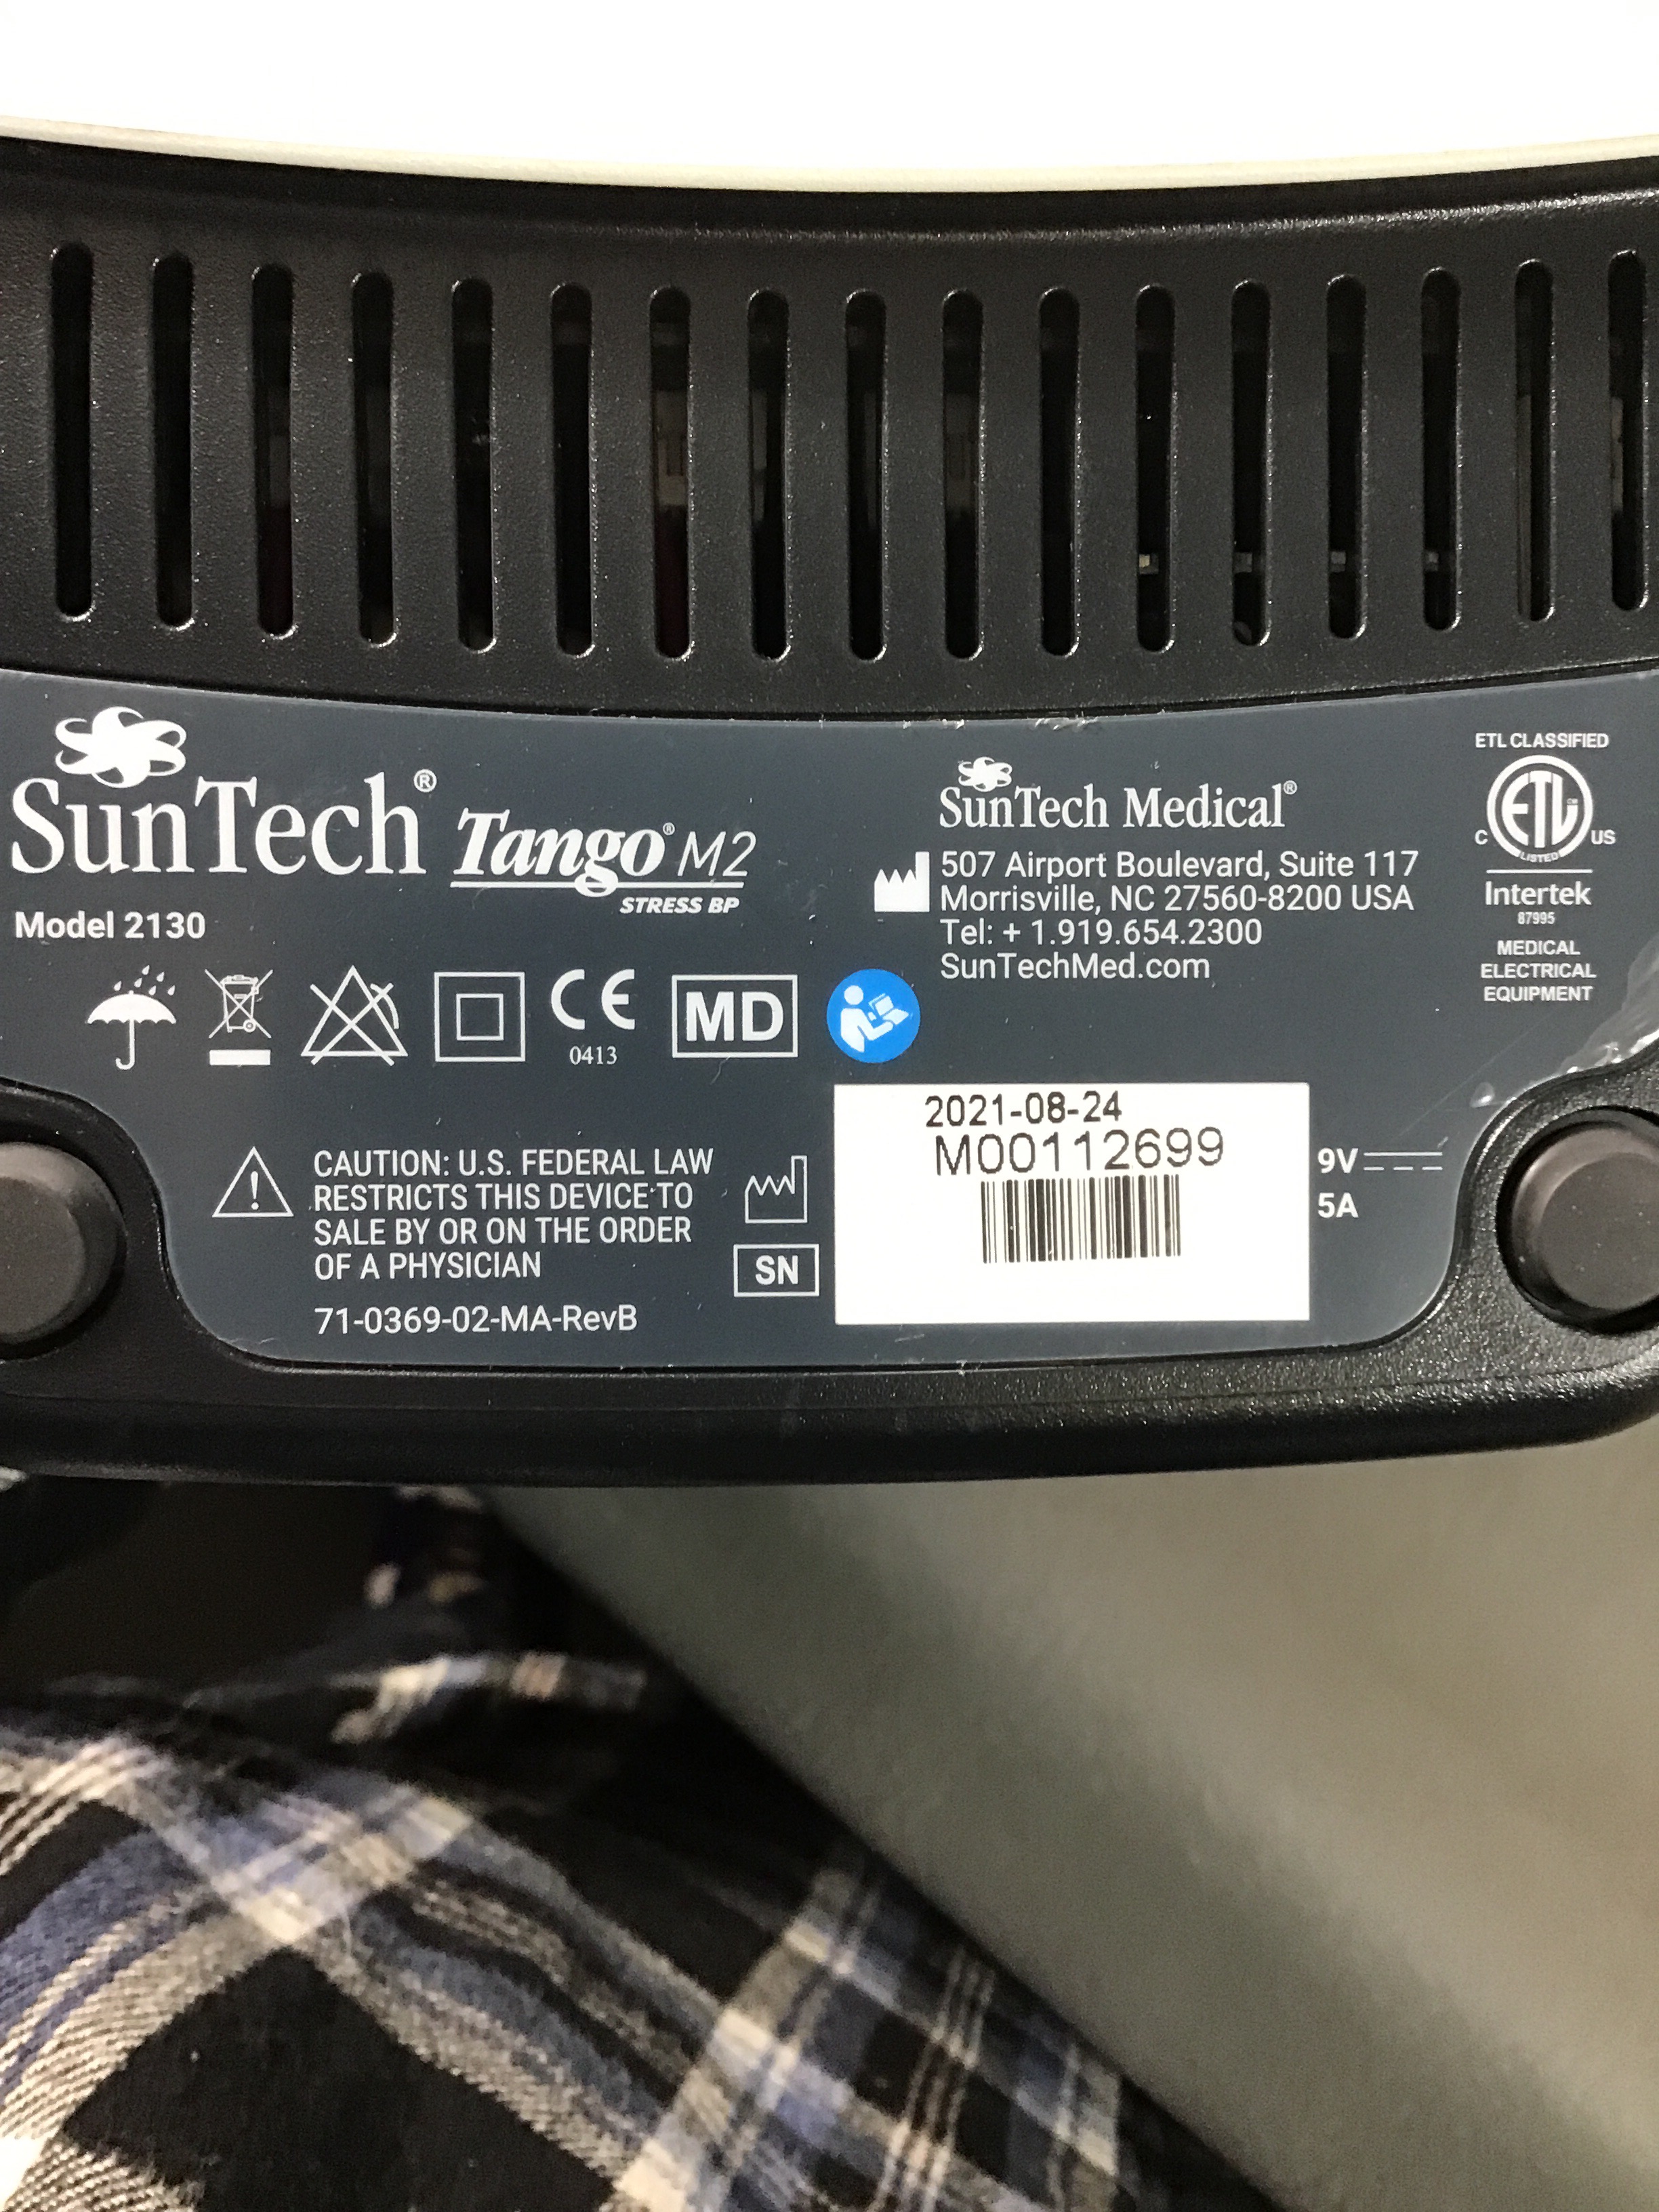 SunTech® Tango® M2
STRESS BP
Model 2130
CE
0413
MD
SunTech Medical®
507 Airport Boulevard, Suite 117
Morrisville, NC 27560-8200 USA
Tel: + 1.919.654.2300
SunTechMed.com
ETL CLASSIFIED
ETL CM
C US
LISTED
Intertek
87995
MEDICAL
ELECTRICAL
EQUIPMENT
CAUTION: U.S. FEDERAL LAW
RESTRICTS THIS DEVICE TO
SALE BY OR ON THE ORDER
OF A PHYSICIAN
71-0369-02-MA-RevB
SN
2021-08-24
M00112699
9V
5A